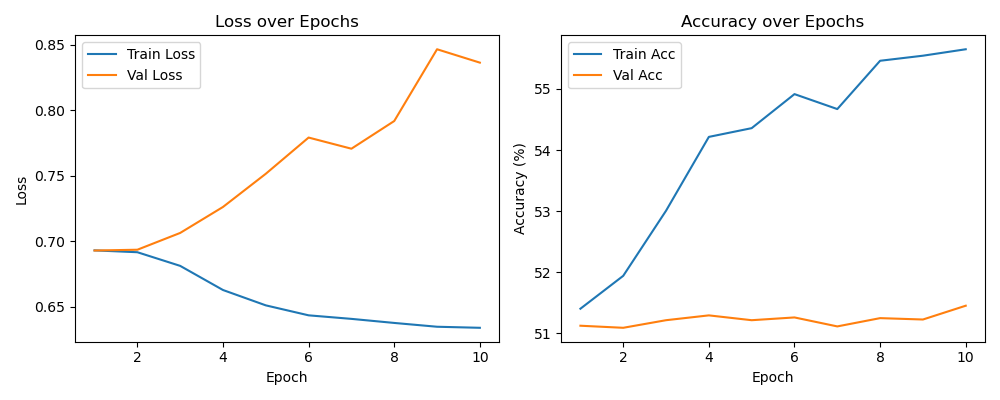 Loss over Epochs
Train Loss
Val Loss
0.85
0.80
0.75
0.70
0.65
Loss
2
4
6
8
10
Epoch
Accuracy over Epochs
Train Acc
Val Acc
55
54
53
52
51
Accuracy (%)
2
4
6
8
10
Epoch